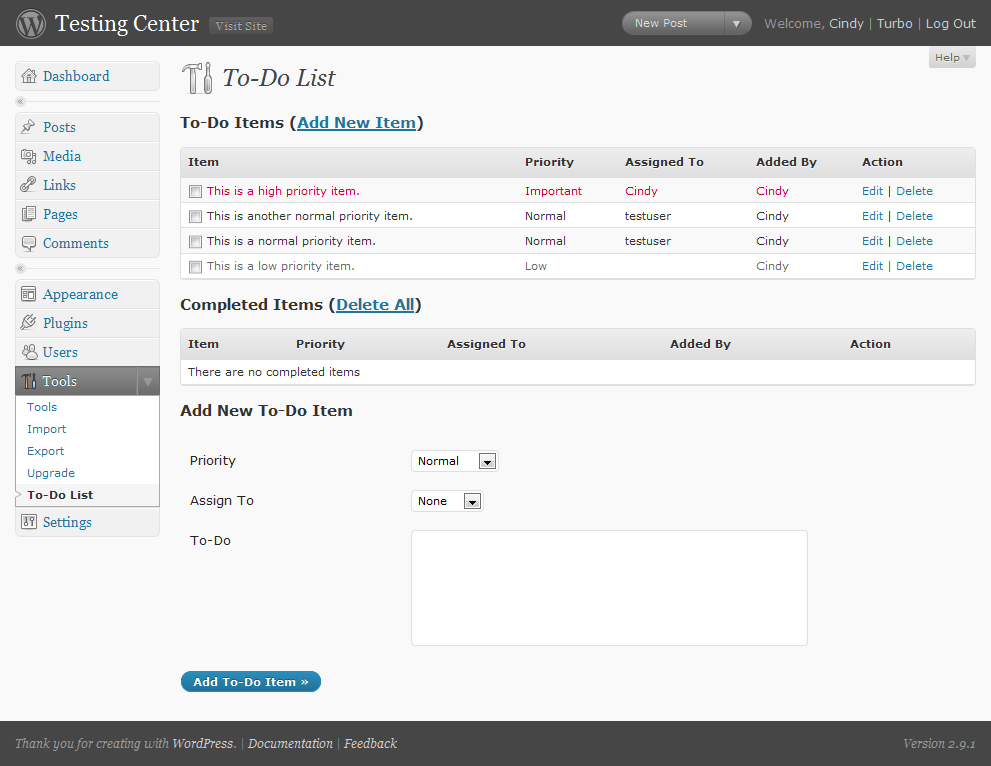 Testing Center Visit Site New Post Welcome, Cindy | Turbo | Log Out
Help
Dashboard
Posts
Media
Links
Pages
Comments
Appearance
Plugins
Users
Tools
Tools
Import
Export
Upgrade
To-Do List
Settings
To-Do List
To-Do Items (Add New Item)
Item Priority Assigned To Added By Action
This is a high priority item. Important Cindy Cindy Edit | Delete
This is another normal priority item. Normal testuser Cindy Edit | Delete
This is a normal priority item. Normal testuser Cindy Edit | Delete
This is a low priority item. Low Cindy Edit | Delete
Completed Items (Delete All)
Item Priority Assigned To Added By Action
There are no completed items
Add New To-Do Item
Priority Normal
Assign To None
To-Do
Add To-Do Item »
Thank you for creating with WordPress. | Documentation | Feedback Version 2.9.1